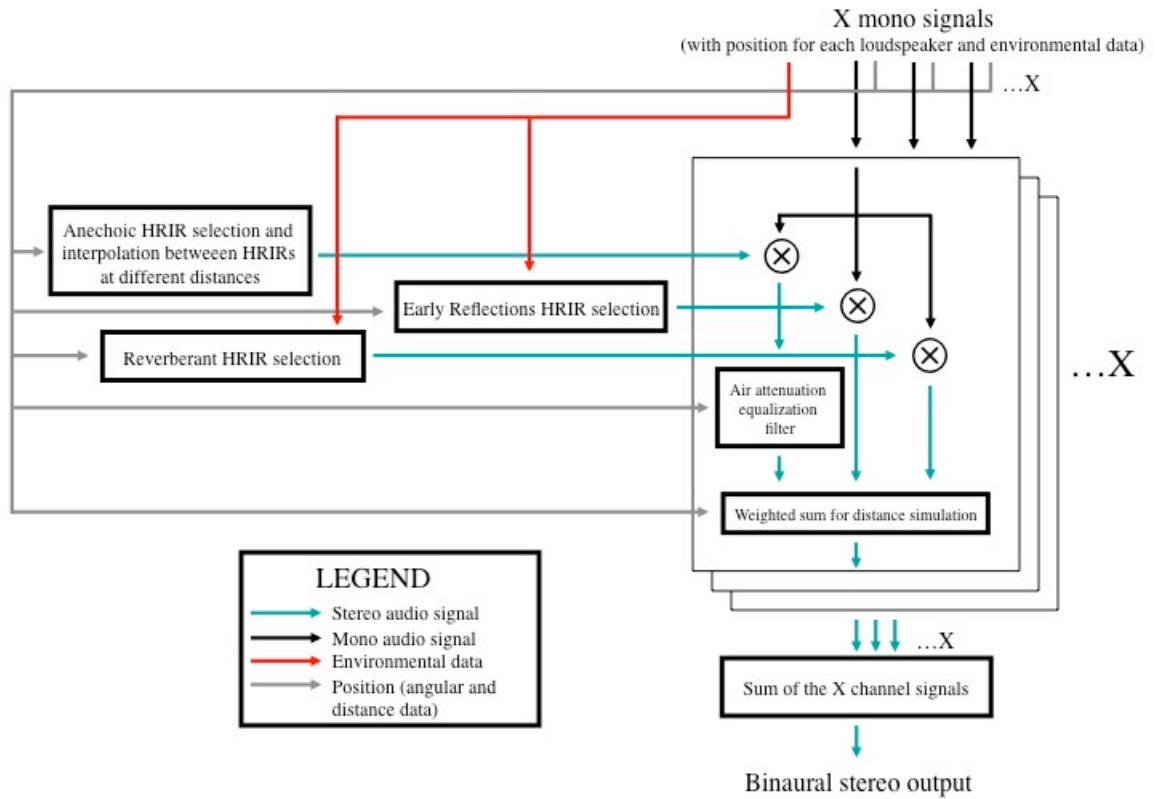 X mono signals
(with position for each loudspeaker and environmental data)
…X
Anechoic HRIR selection and
interpolation betweeen HRIRs
at different distances
Early Reflections HRIR selection
Reverberant HRIR selection
…X
Air attenuation
equalization
filter
Weighted sum for distance simulation
LEGEND
Stereo audio signal
Mono audio signal
Environmental data
Position (angular and
distance data)
…X
Sum of the X channel signals
Binaural stereo output